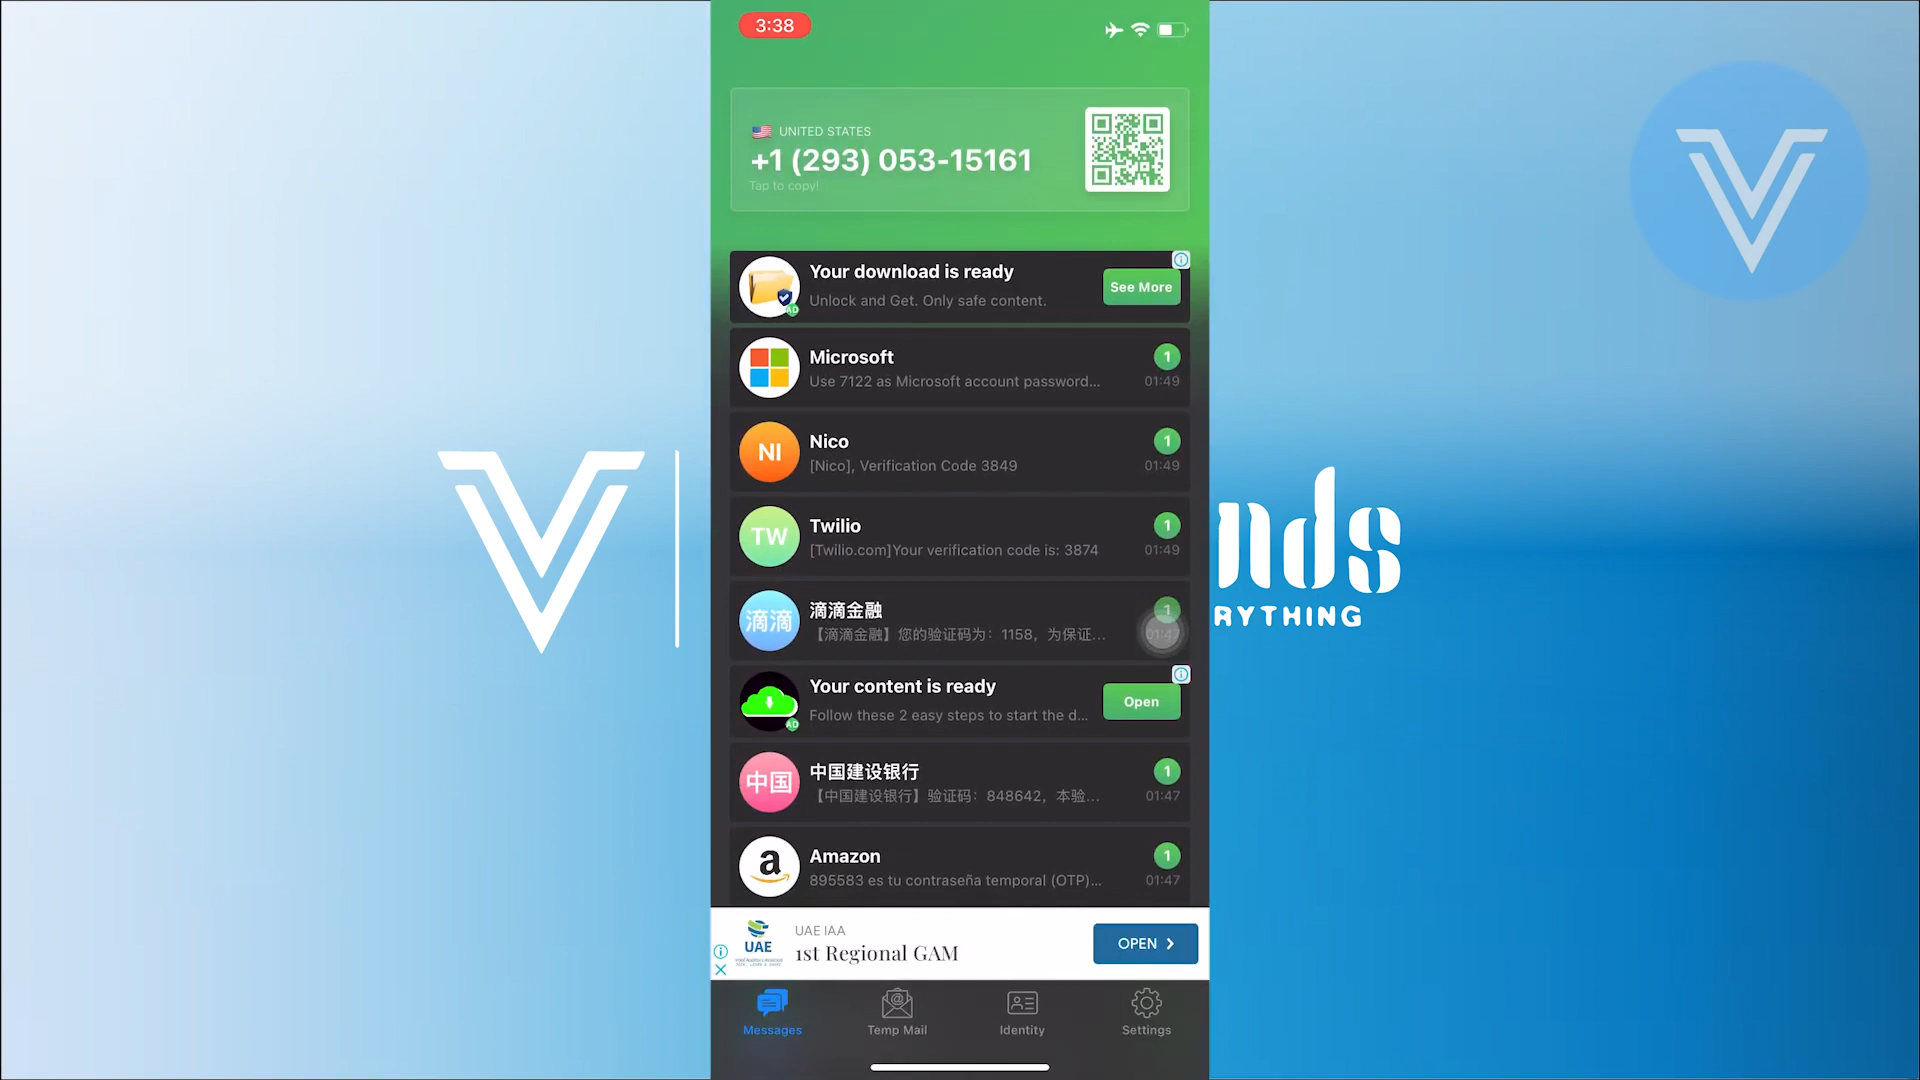 3:38
UNITED STATES
+1 (293) 053-15161
Tap to copy!
Your download is ready
Unlock and Get. Only safe content.
AD
See More
Microsoft
Use 7122 as Microsoft account password...
1
01:49
NI
Nico
[Nico], Verification Code 3849
1
01:49
TW
Twilio
[Twilio.com]Your verification code is: 3874
1
01:49
滴滴
滴滴金融
【滴滴金融】您的验证码为：1158，为保证...
1
01:47
Your content is ready
Follow these 2 easy steps to start the d...
AD
Open
中国
中国建设银行
【中国建设银行】验证码：848642，本验...
1
01:47
a
Amazon
895583 es tu contraseña temporal (OTP)...
1
01:47
UAE
UAE IAA
1st Regional GAM
OPEN
Messages
Temp Mail
Identity
Settings
V
nds
RYTHING
V